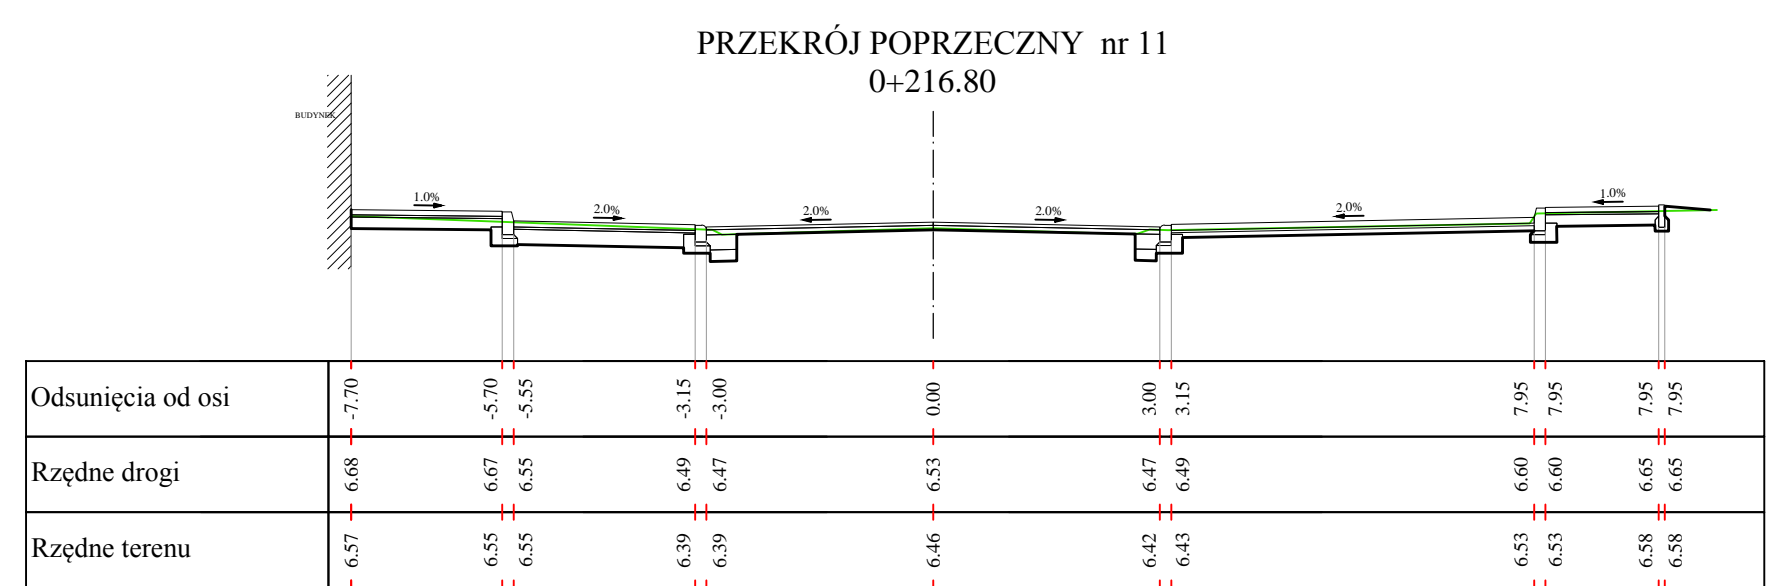 PRZEKRÓJ POPRZECZNY nr 11
0+216.80
BUDYNEK
1.0% 2.0% 2.0% 2.0% 2.0% 1.0%
Odsunięcia od osi -7.70 -5.70 -5.55 -3.15 -3.00 0.00 3.00 3.15 7.95 7.95 7.95 7.95
Rzędne drogi 6.68 6.67 6.55 6.49 6.47 6.53 6.47 6.49 6.60 6.60 6.65 6.65
Rzędne terenu 6.57 6.55 6.55 6.39 6.39 6.46 6.42 6.43 6.53 6.53 6.58 6.58